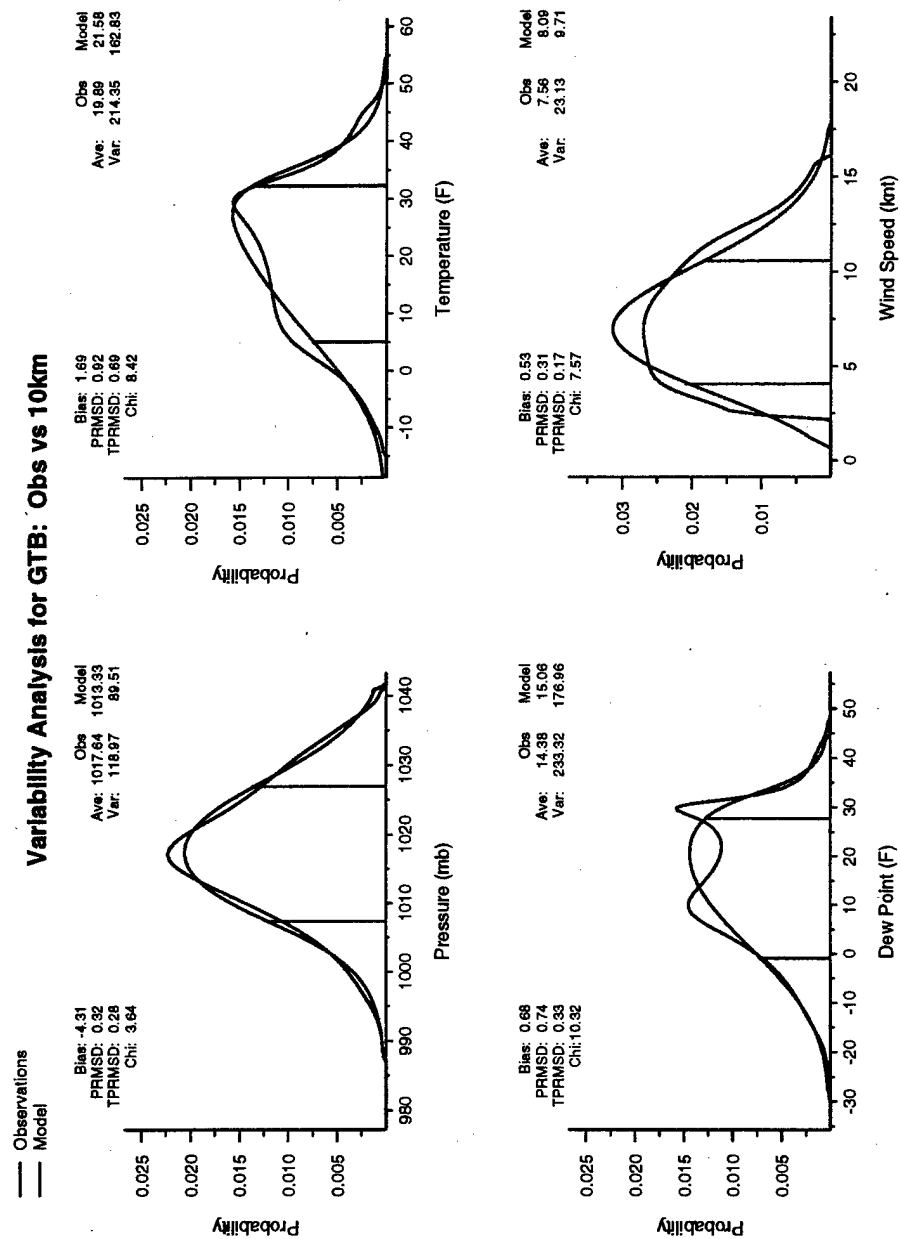 Observations
Model
Variability Analysis for GTB: Obs vs 10km
Bias: -4.31
PRMSD: 0.32
TPRMSD: 0.28
Chi: 3.64
Obs Model
Ave: 1017.64 1013.33
Var: 118.97 89.51
Probability
0.025
0.020
0.015
0.010
0.005
980 990 1000 1010 1020 1030 1040
Pressure (mb)
Bias: 1.69
PRMSD: 0.92
TPRMSD: 0.69
Chi: 8.42
Obs Model
Ave: 19.89 21.58
Var: 214.35 162.83
Probability
0.025
0.020
0.015
0.010
0.005
-10 0 10 20 30 40 50 60
Temperature (F)
Bias: 0.68
PRMSD: 0.74
TPRMSD: 0.33
Chi: 10.32
Obs Model
Ave: 14.38 15.06
Var: 233.32 176.96
Probability
0.025
0.020
0.015
0.010
0.005
-30 -20 -10 0 10 20 30 40 50
Dew Point (F)
Bias: 0.53
PRMSD: 0.31
TPRMSD: 0.17
Chi: 7.57
Obs Model
Ave: 7.56 8.09
Var: 23.13 9.71
Probability
0.03
0.02
0.01
0 5 10 15 20
Wind Speed (knt)